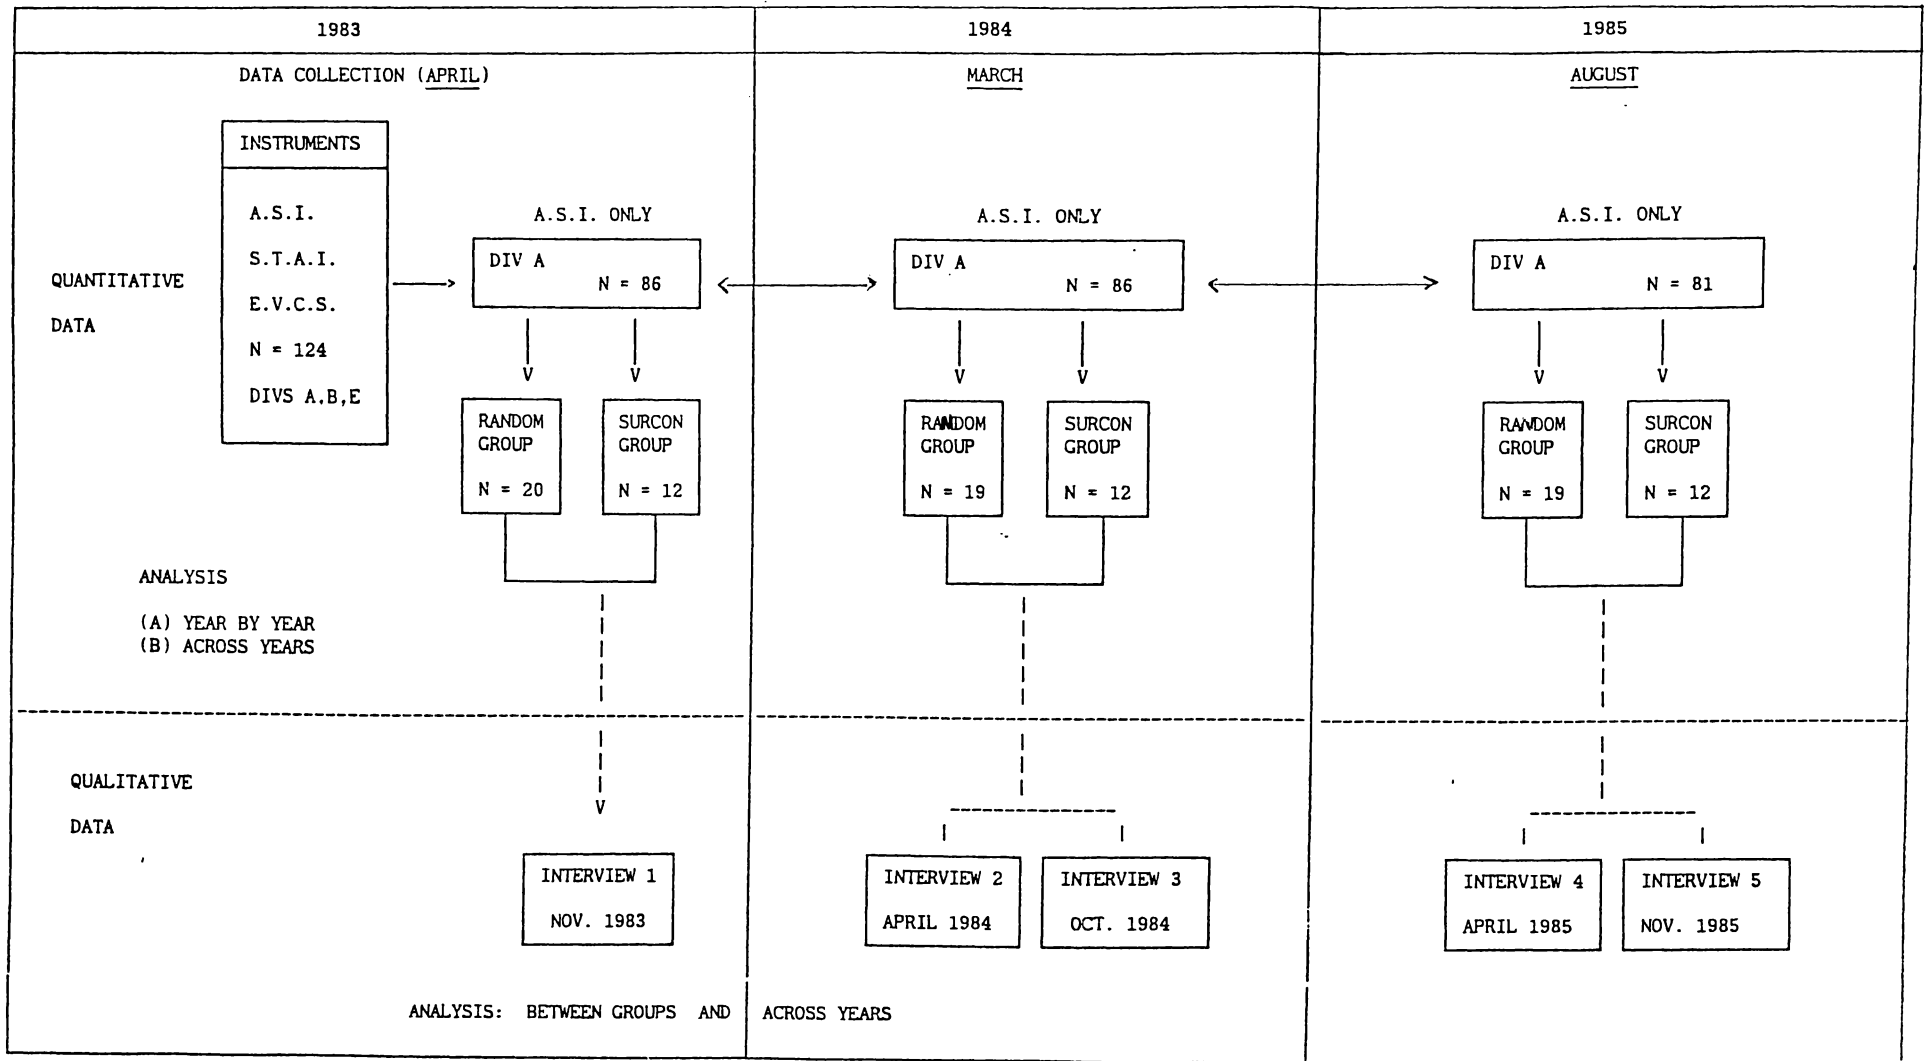 1983
1984
1985
DATA COLLECTION (APRIL)
MARCH
AUGUST
INSTRUMENTS
A.S.I.
S.T.A.I.
E.V.C.S.
N = 124
DIVS A.B,E
QUANTITATIVE
DATA
A.S.I. ONLY
DIV A
N = 86
RANDOM
GROUP
N = 20
SURCON
GROUP
N = 12
A.S.I. ONLY
DIV A
N = 86
RANDOM
GROUP
N = 19
SURCON
GROUP
N = 12
A.S.I. ONLY
DIV A
N = 81
RANDOM
GROUP
N = 19
SURCON
GROUP
N = 12
ANALYSIS
(A) YEAR BY YEAR
(B) ACROSS YEARS
QUALITATIVE
DATA
INTERVIEW 1
NOV. 1983
INTERVIEW 2
APRIL 1984
INTERVIEW 3
OCT. 1984
INTERVIEW 4
APRIL 1985
INTERVIEW 5
NOV. 1985
ANALYSIS: BETWEEN GROUPS AND ACROSS YEARS